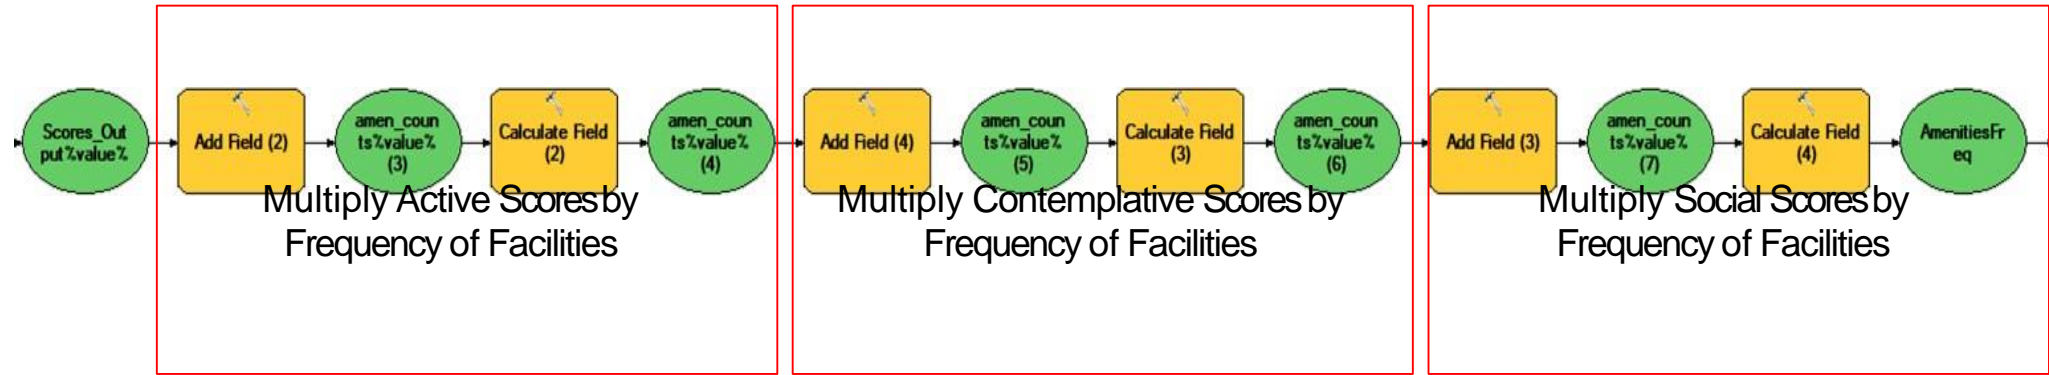 Scores_Out
put%value%
Add Field (2)
amen_coun
ts%value%
(3)
Calculate Field
(2)
amen_coun
ts%value%
(4)
Multiply Active Scores by
Frequency of Facilities
Add Field (4)
amen_coun
ts%value%
(5)
Calculate Field
(3)
amen_coun
ts%value%
(6)
Multiply Contemplative Scores by
Frequency of Facilities
Add Field (3)
amen_coun
ts%value%
(7)
Calculate Field
(4)
AmenitiesFr
eq
Multiply Social Scores by
Frequency of Facilities